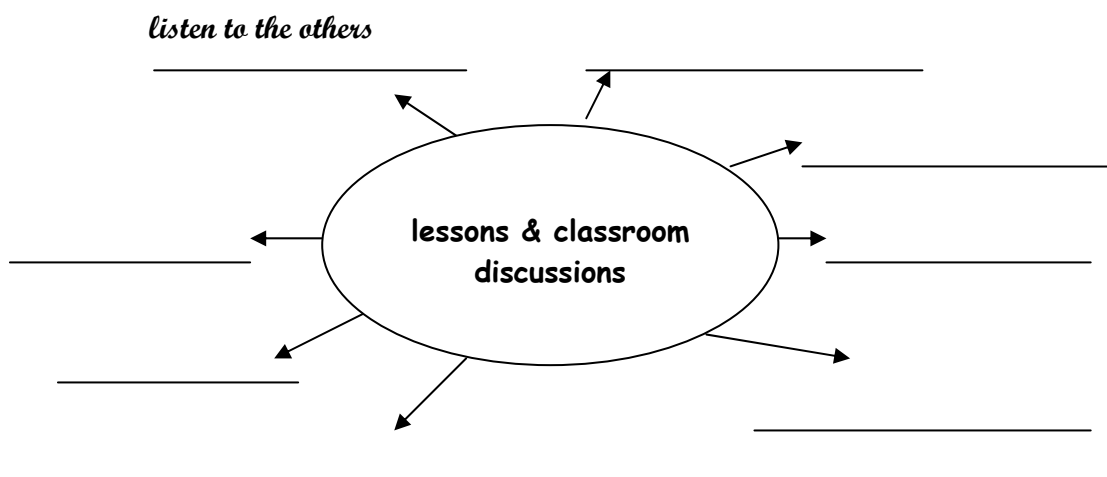 listen to the others
lessons & classroom
discussions